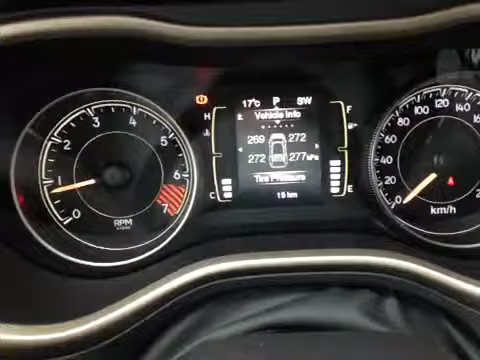 17°C P SW
Vehicle Info
269 272
272 277 kPa
Tire Pressure
15 km
H
C
F
E
0
1
2
3
4
5
6
7
RPM
0
20
40
60
80
100
120
140
km/h